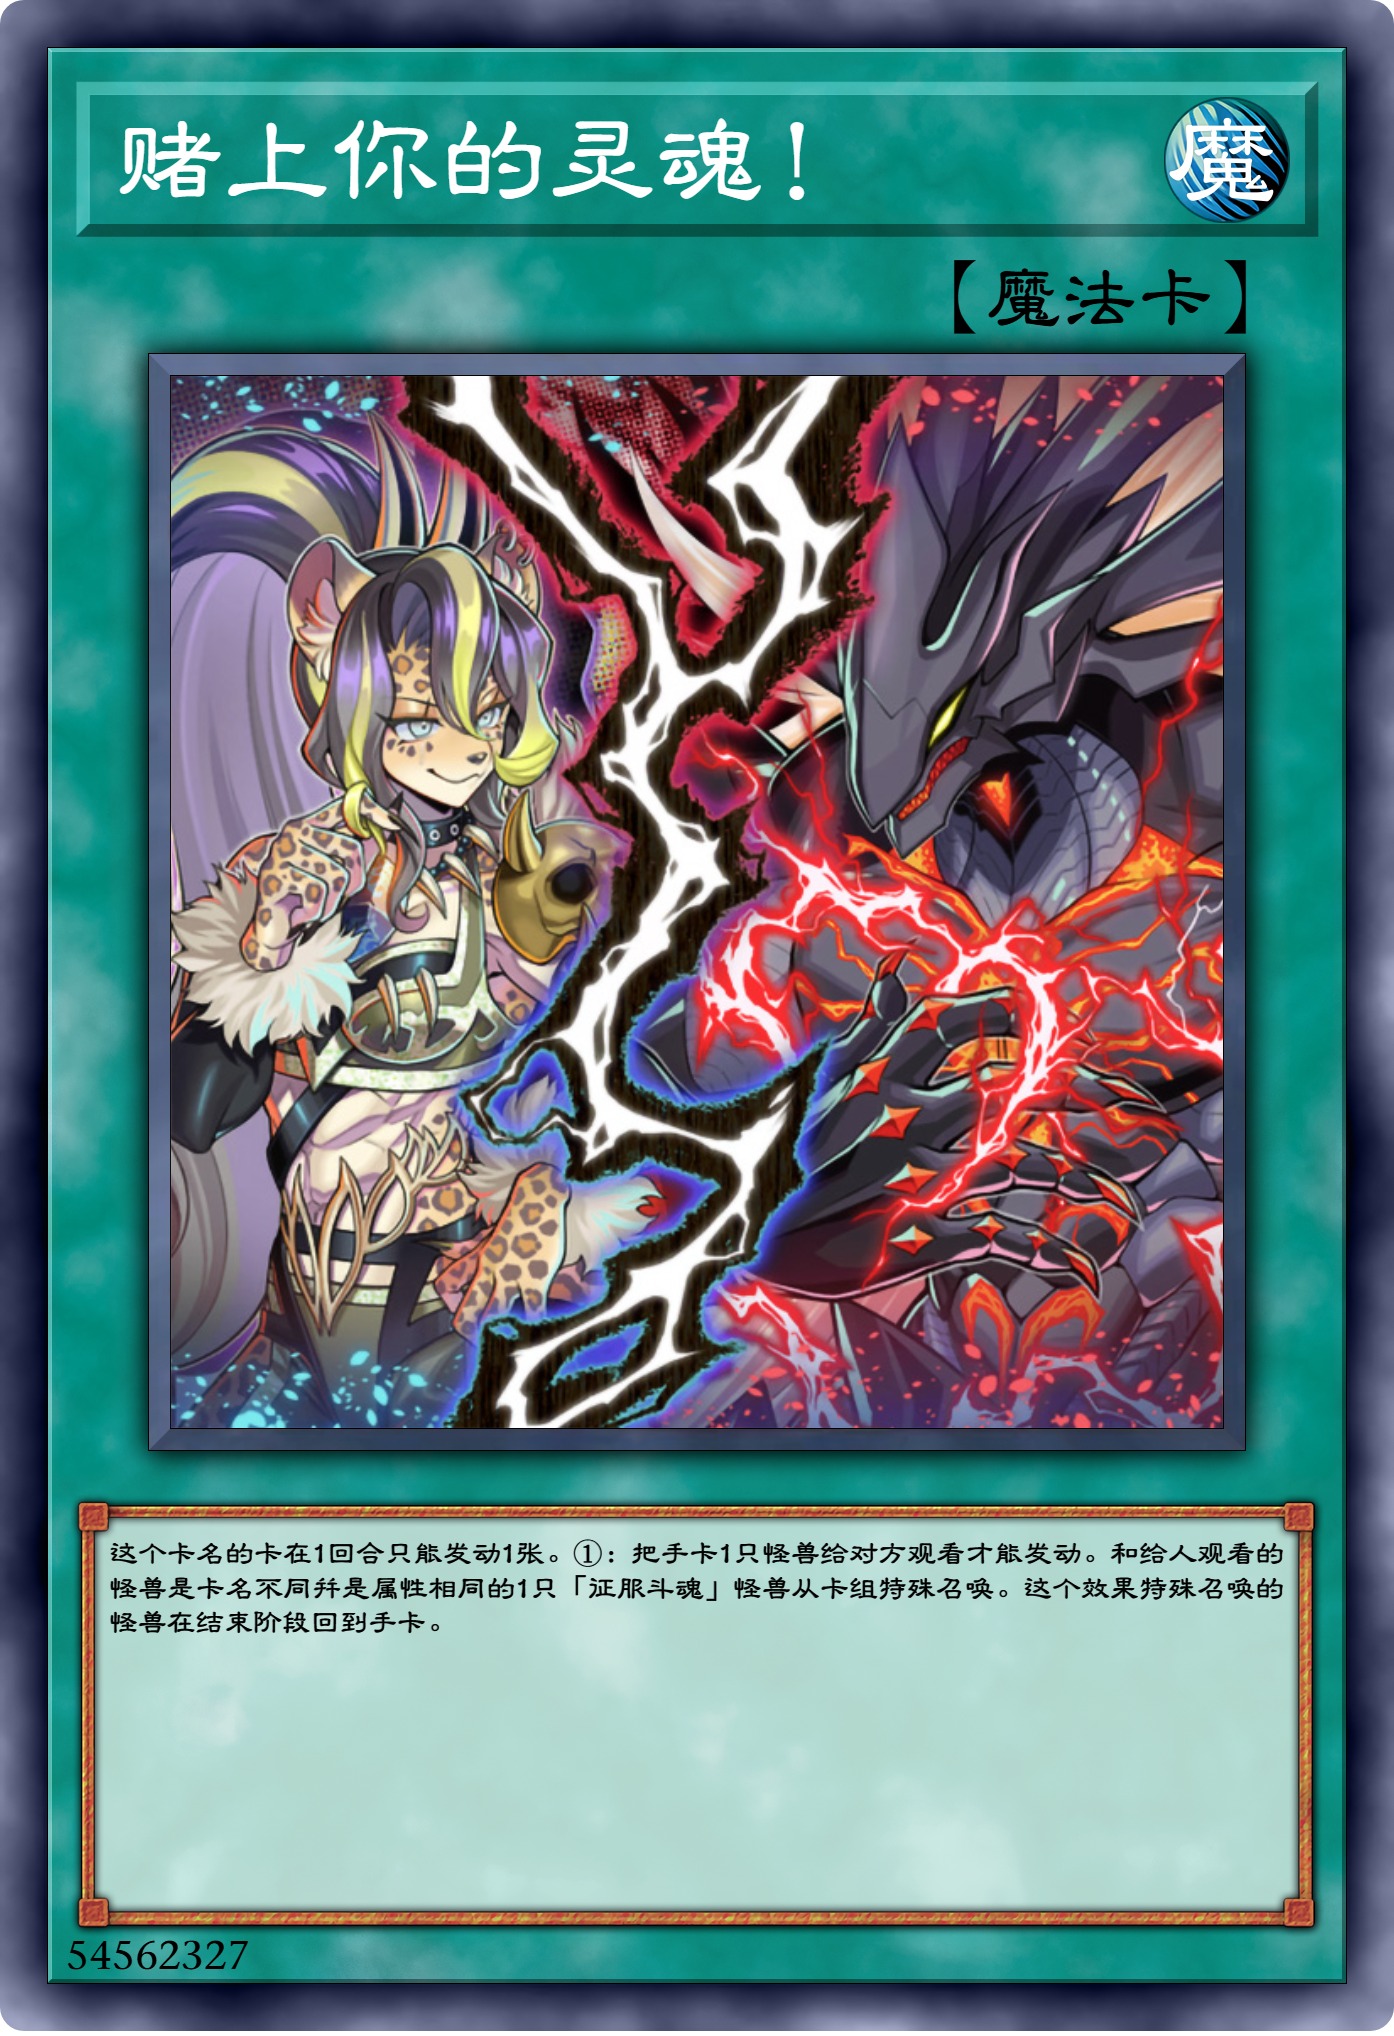 赌上你的灵魂！
魔
【魔法卡】
这个卡名的卡在1回合只能发动1张。①：把手卡1只怪兽给对方观看才能发动。和给人观看的
怪兽是卡名不同并是属性相同的1只「征服斗魂」怪兽从卡组特殊召唤。这个效果特殊召唤的
怪兽在结束阶段回到手卡。
54562327